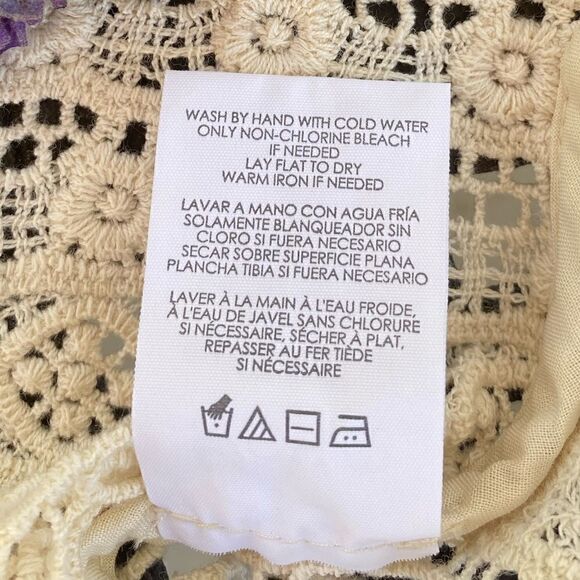 WASH BY HAND WITH COLD WATER
ONLY NON-CHLORINE BLEACH
IF NEEDED
LAY FLAT TO DRY
WARM IRON IF NEEDED
LAVAR A MANO CON AGUA FRÍA
SOLAMENTE BLANQUEADOR SIN
CLORO SI FUERA NECESARIO
SECAR SOBRE SUPERFICIE PLANA
PLANCHA TIBIA SI FUERA NECESARIO
LAVER À LA MAIN À L'EAU FROIDE,
À L'EAU DE JAVEL SANS CHLORURE
SI NÉCESSAIRE, SÉCHER À PLAT,
REPASSER AU FER TIÈDE
SI NÉCESSAIRE